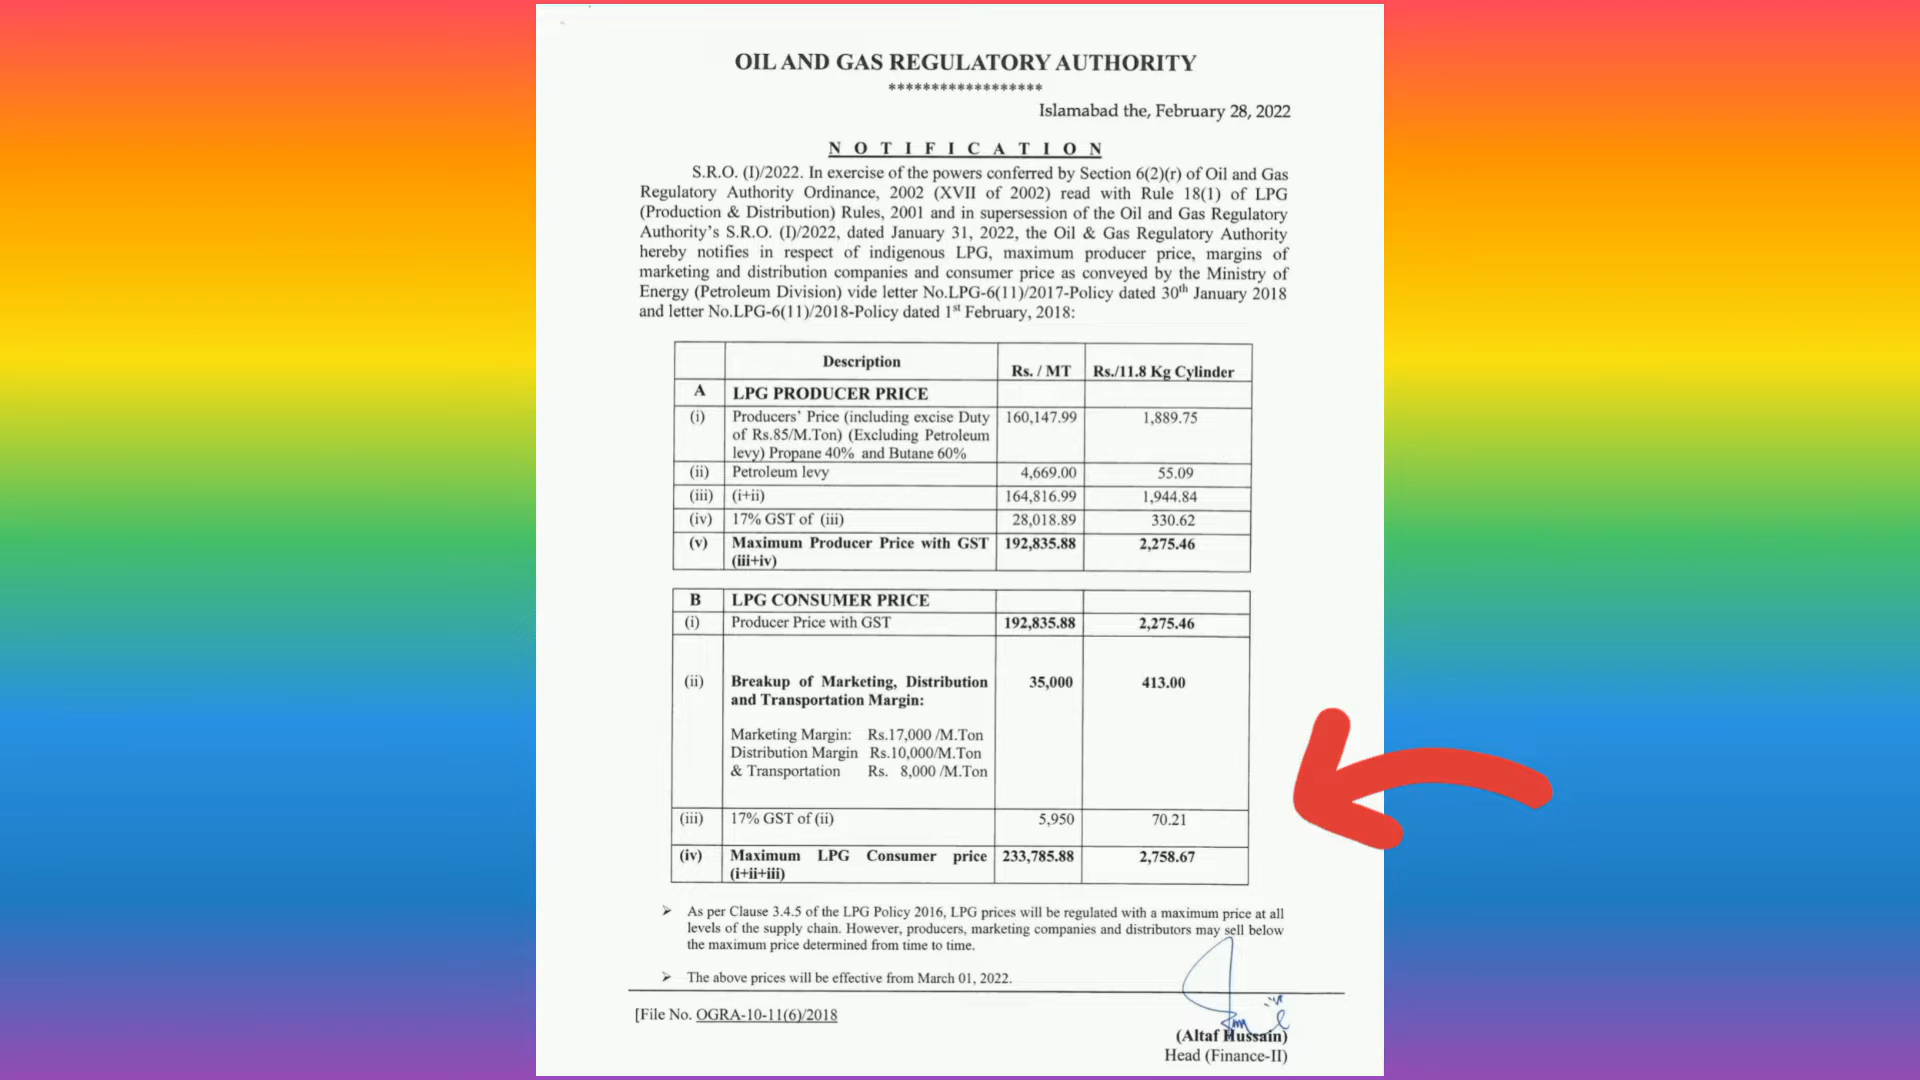 OIL AND GAS REGULATORY AUTHORITY
******************
Islamabad the, February 28, 2022
NOTIFICATION
S.R.O. (I)/2022. In exercise of the powers conferred by Section 6(2)(r) of Oil and Gas
Regulatory Authority Ordinance, 2002 (XVII of 2002) read with Rule 18(1) of LPG
(Production & Distribution) Rules, 2001 and in supersession of the Oil and Gas Regulatory
Authority's S.R.O. (I)/2022, dated January 31, 2022, the Oil & Gas Regulatory Authority
hereby notifies in respect of indigenous LPG, maximum producer price, margins of
marketing and distribution companies and consumer price as conveyed by the Ministry of
Energy (Petroleum Division) vide letter No.LPG-6(11)/2017-Policy dated 30th January 2018
and letter No.LPG-6(11)/2018-Policy dated 1st February, 2018:
Description Rs. / MT Rs./11.8 Kg Cylinder
A LPG PRODUCER PRICE
(i) Producers' Price (including excise Duty 160,147.99 1,889.75
of Rs.85/M.Ton) (Excluding Petroleum
levy) Propane 40% and Butane 60%
(ii) Petroleum levy 4,669.00 55.09
(iii) (i+ii) 164,816.99 1,944.84
(iv) 17% GST of (iii) 28,018.89 330.62
(v) Maximum Producer Price with GST 192,835.88 2,275.46
(iii+iv)
B LPG CONSUMER PRICE
(i) Producer Price with GST 192,835.88 2,275.46
(ii) Breakup of Marketing, Distribution 35,000 413.00
and Transportation Margin:
Marketing Margin: Rs.17,000 /M.Ton
Distribution Margin Rs.10,000/M.Ton
& Transportation Rs. 8,000 /M.Ton
(iii) 17% GST of (ii) 5,950 70.21
(iv) Maximum LPG Consumer price 233,785.88 2,758.67
(i+ii+iii)
➢ As per Clause 3.4.5 of the LPG Policy 2016, LPG prices will be regulated with a maximum price at all
levels of the supply chain. However, producers, marketing companies and distributors may sell below
the maximum price determined from time to time.
➢ The above prices will be effective from March 01, 2022.
[File No. OGRA-10-11(6)/2018
(Altaf Hussain)
Head (Finance-II)